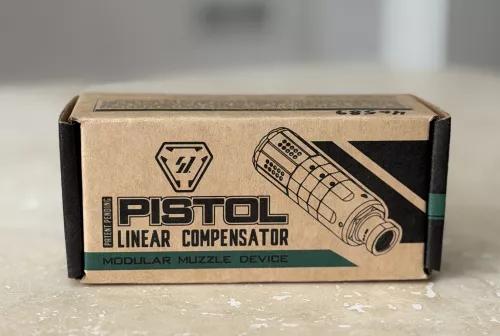 PATENT PENDING
PISTOL
LINEAR COMPENSATOR
MODULAR MUZZLE DEVICE